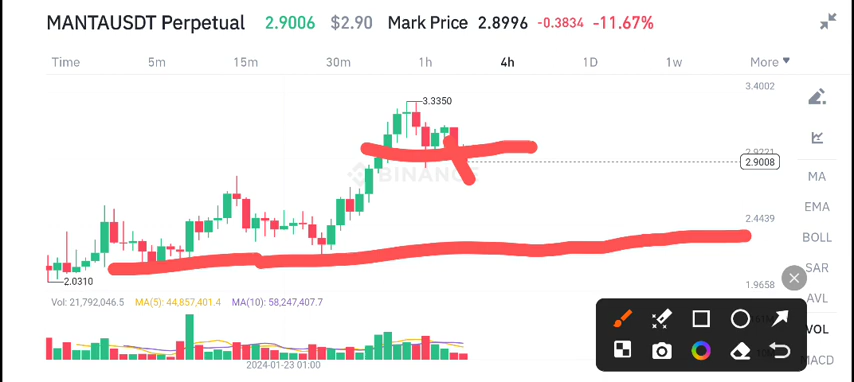 MANTAUSDT Perpetual 2.9006 $2.90 Mark Price 2.8996 -0.3834 -11.67%
Time 5m 15m 30m 1h 4h 1D 1w More
3.4002
3.3350
2.9008
BINANCE
MA
EMA
2.4439
BOLL
SAR
2.0310
1.9658
AVL
Vol: 21,792,046.5 MA(5): 44,857,401.4 MA(10): 58,247,407.7
VOL
MACD
2024-01-23 01:00